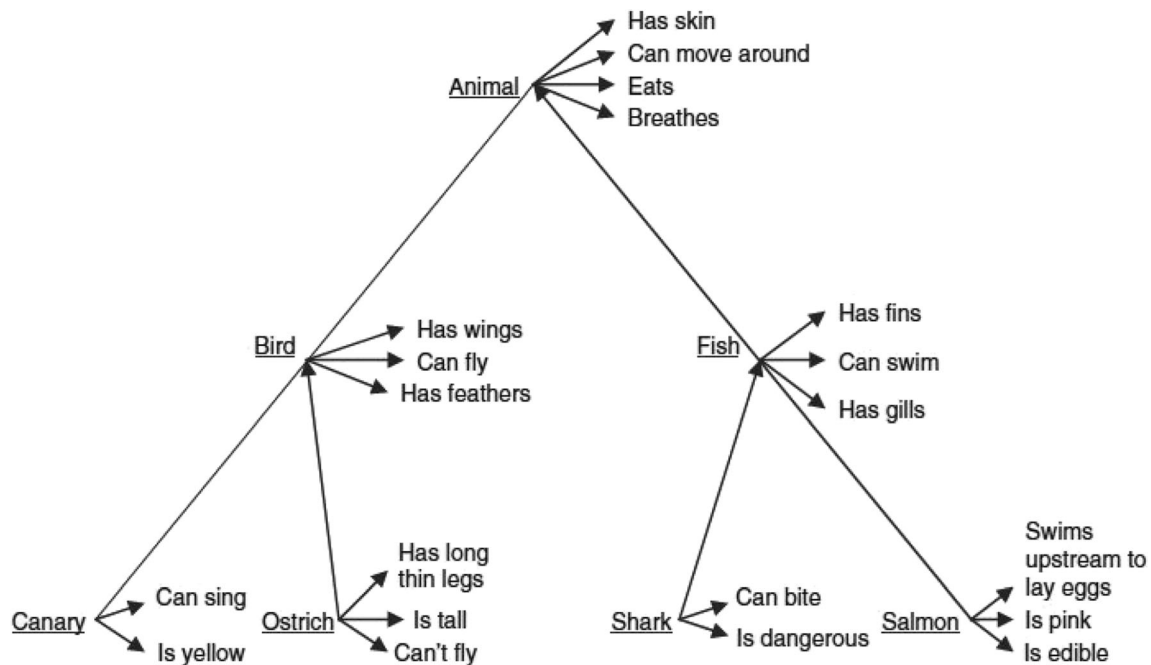 Has skin
Can move around
Animal
Eats
Breathes
Has wings
Bird
Can fly
Has feathers
Has fins
Fish
Can swim
Has gills
Can sing
Canary
Is yellow
Has long
thin legs
Ostrich
Is tall
Can't fly
Can bite
Shark
Is dangerous
Swims
upstream to
lay eggs
Salmon
Is pink
Is edible